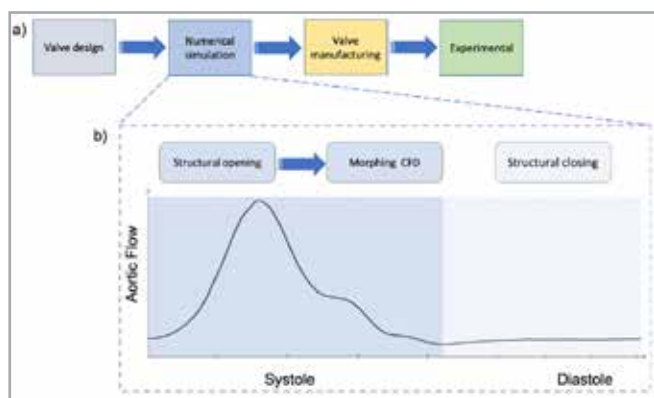 a)
Valve design
Numerical
simulation
Valve
manufacturing
Experimental
b)
Structural opening
Morphing CFD
Structural closing
Aortic Flow
Systole
Diastole